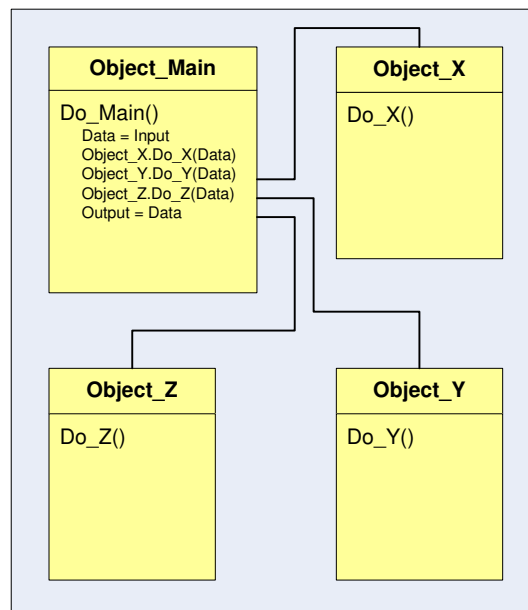 Object_Main
Do_Main()
Data = Input
Object_X.Do_X(Data)
Object_Y.Do_Y(Data)
Object_Z.Do_Z(Data)
Output = Data
Object_X
Do_X()
Object_Z
Do_Z()
Object_Y
Do_Y()